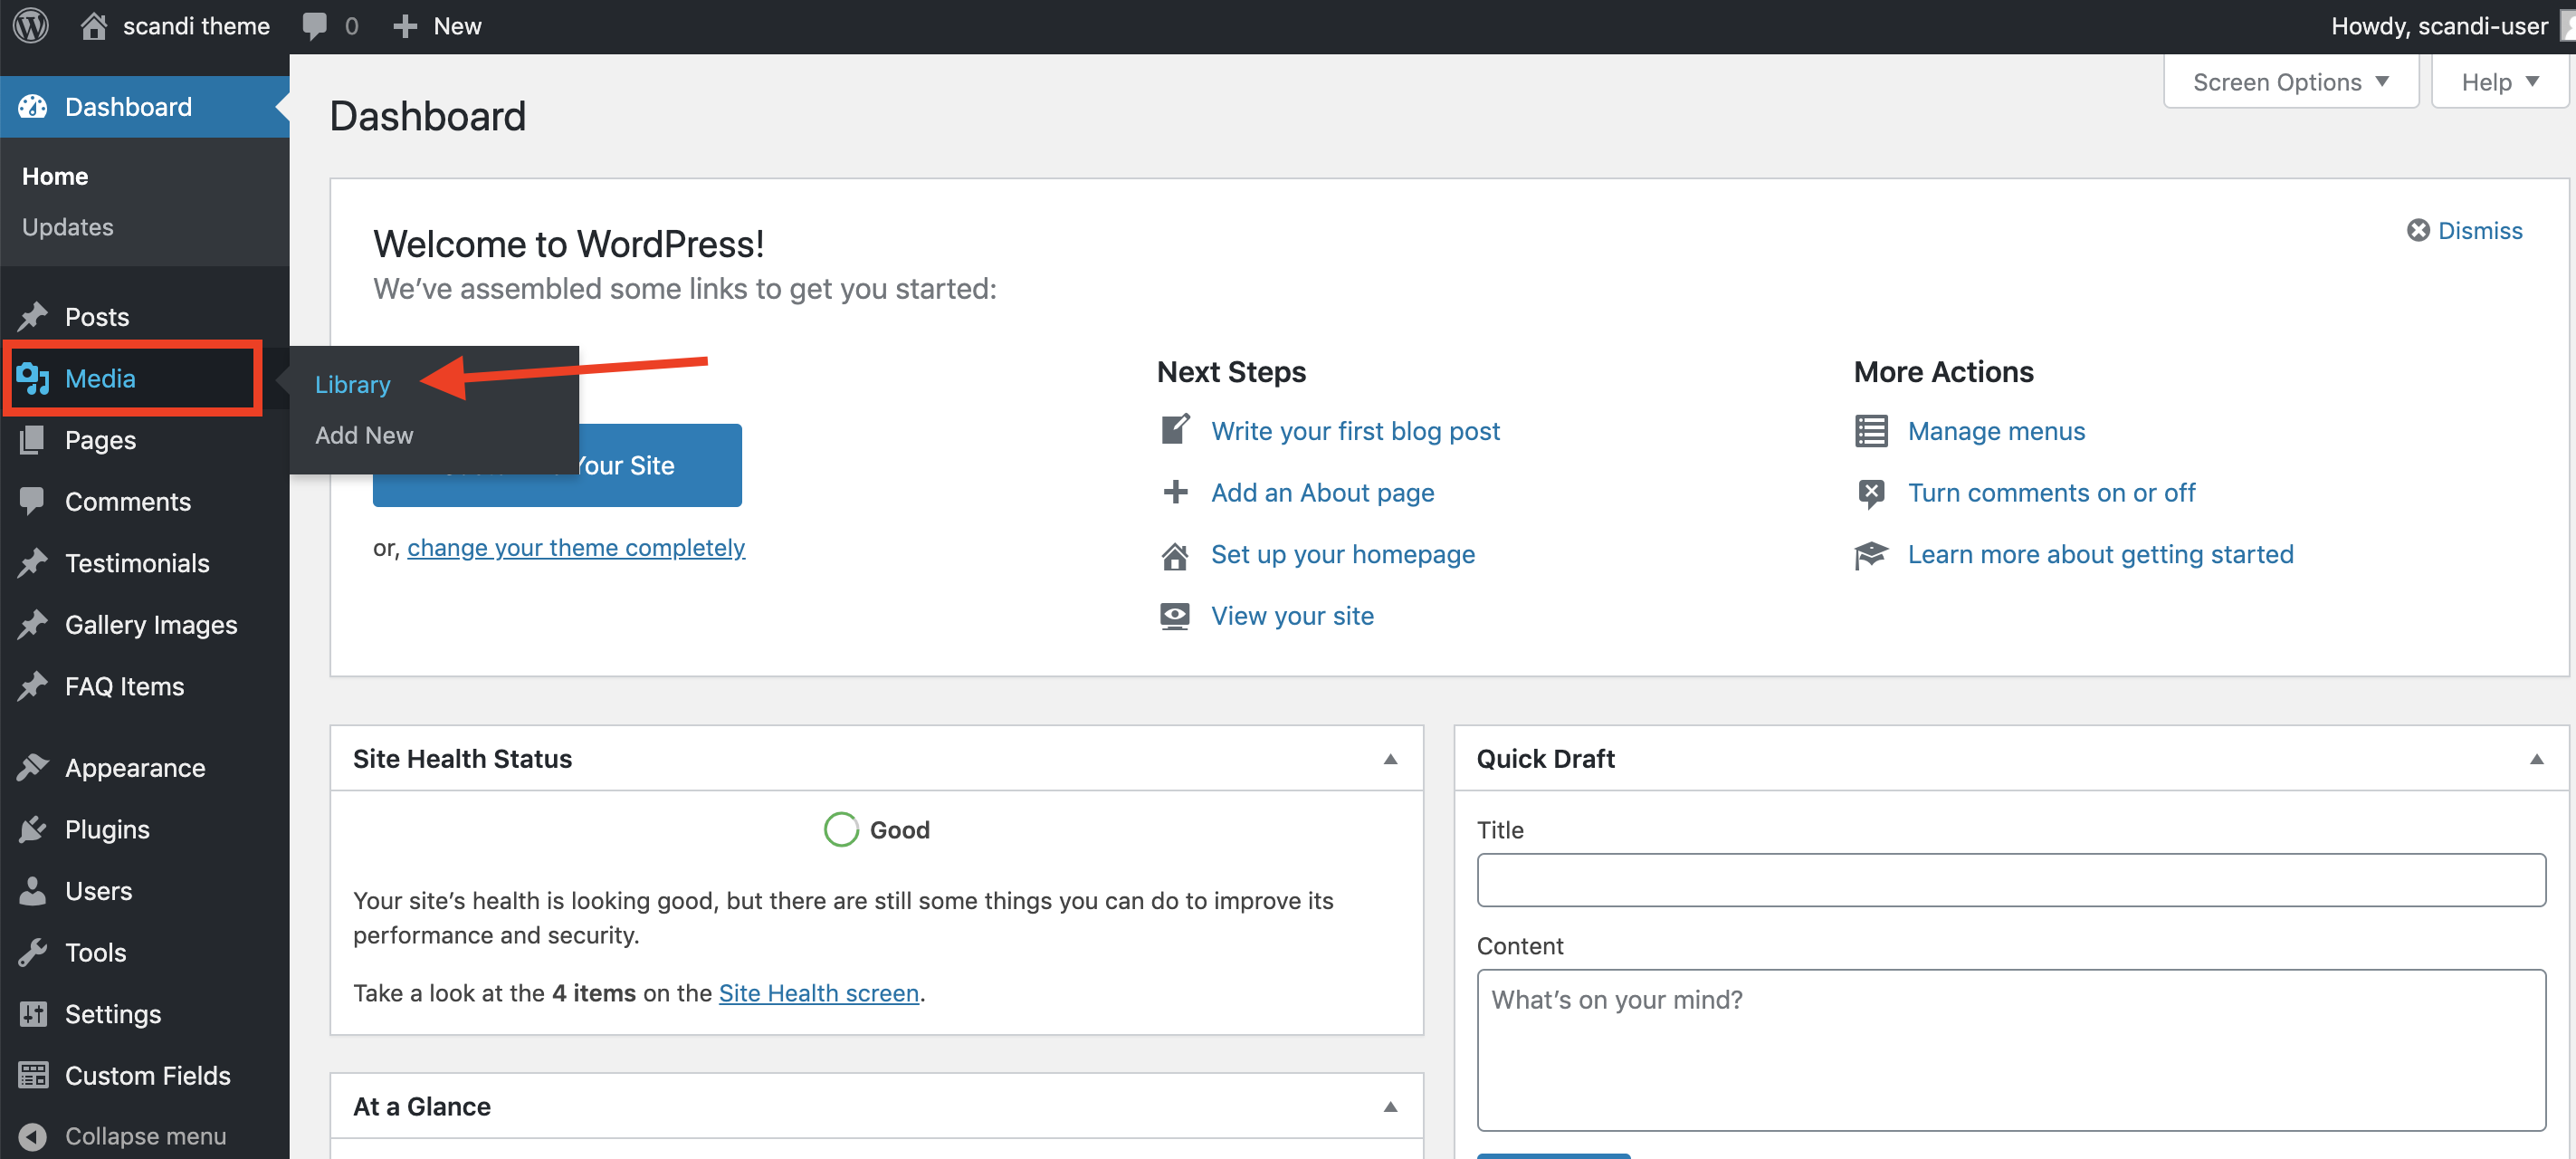 scandi theme
0
New
Howdy, scandi-user
Screen Options
Help
Dashboard
Home
Updates
Posts
Media
Pages
Comments
Testimonials
Gallery Images
FAQ Items
Appearance
Plugins
Users
Tools
Settings
Custom Fields
Collapse menu
Library
Add New
Dashboard
Welcome to WordPress!
Dismiss
We’ve assembled some links to get you started:
Your Site
or, change your theme completely
Next Steps
Write your first blog post
Add an About page
Set up your homepage
View your site
More Actions
Manage menus
Turn comments on or off
Learn more about getting started
Site Health Status
Good
Your site’s health is looking good, but there are still some things you can do to improve its
performance and security.
Take a look at the 4 items on the Site Health screen.
At a Glance
Quick Draft
Title
Content
What’s on your mind?